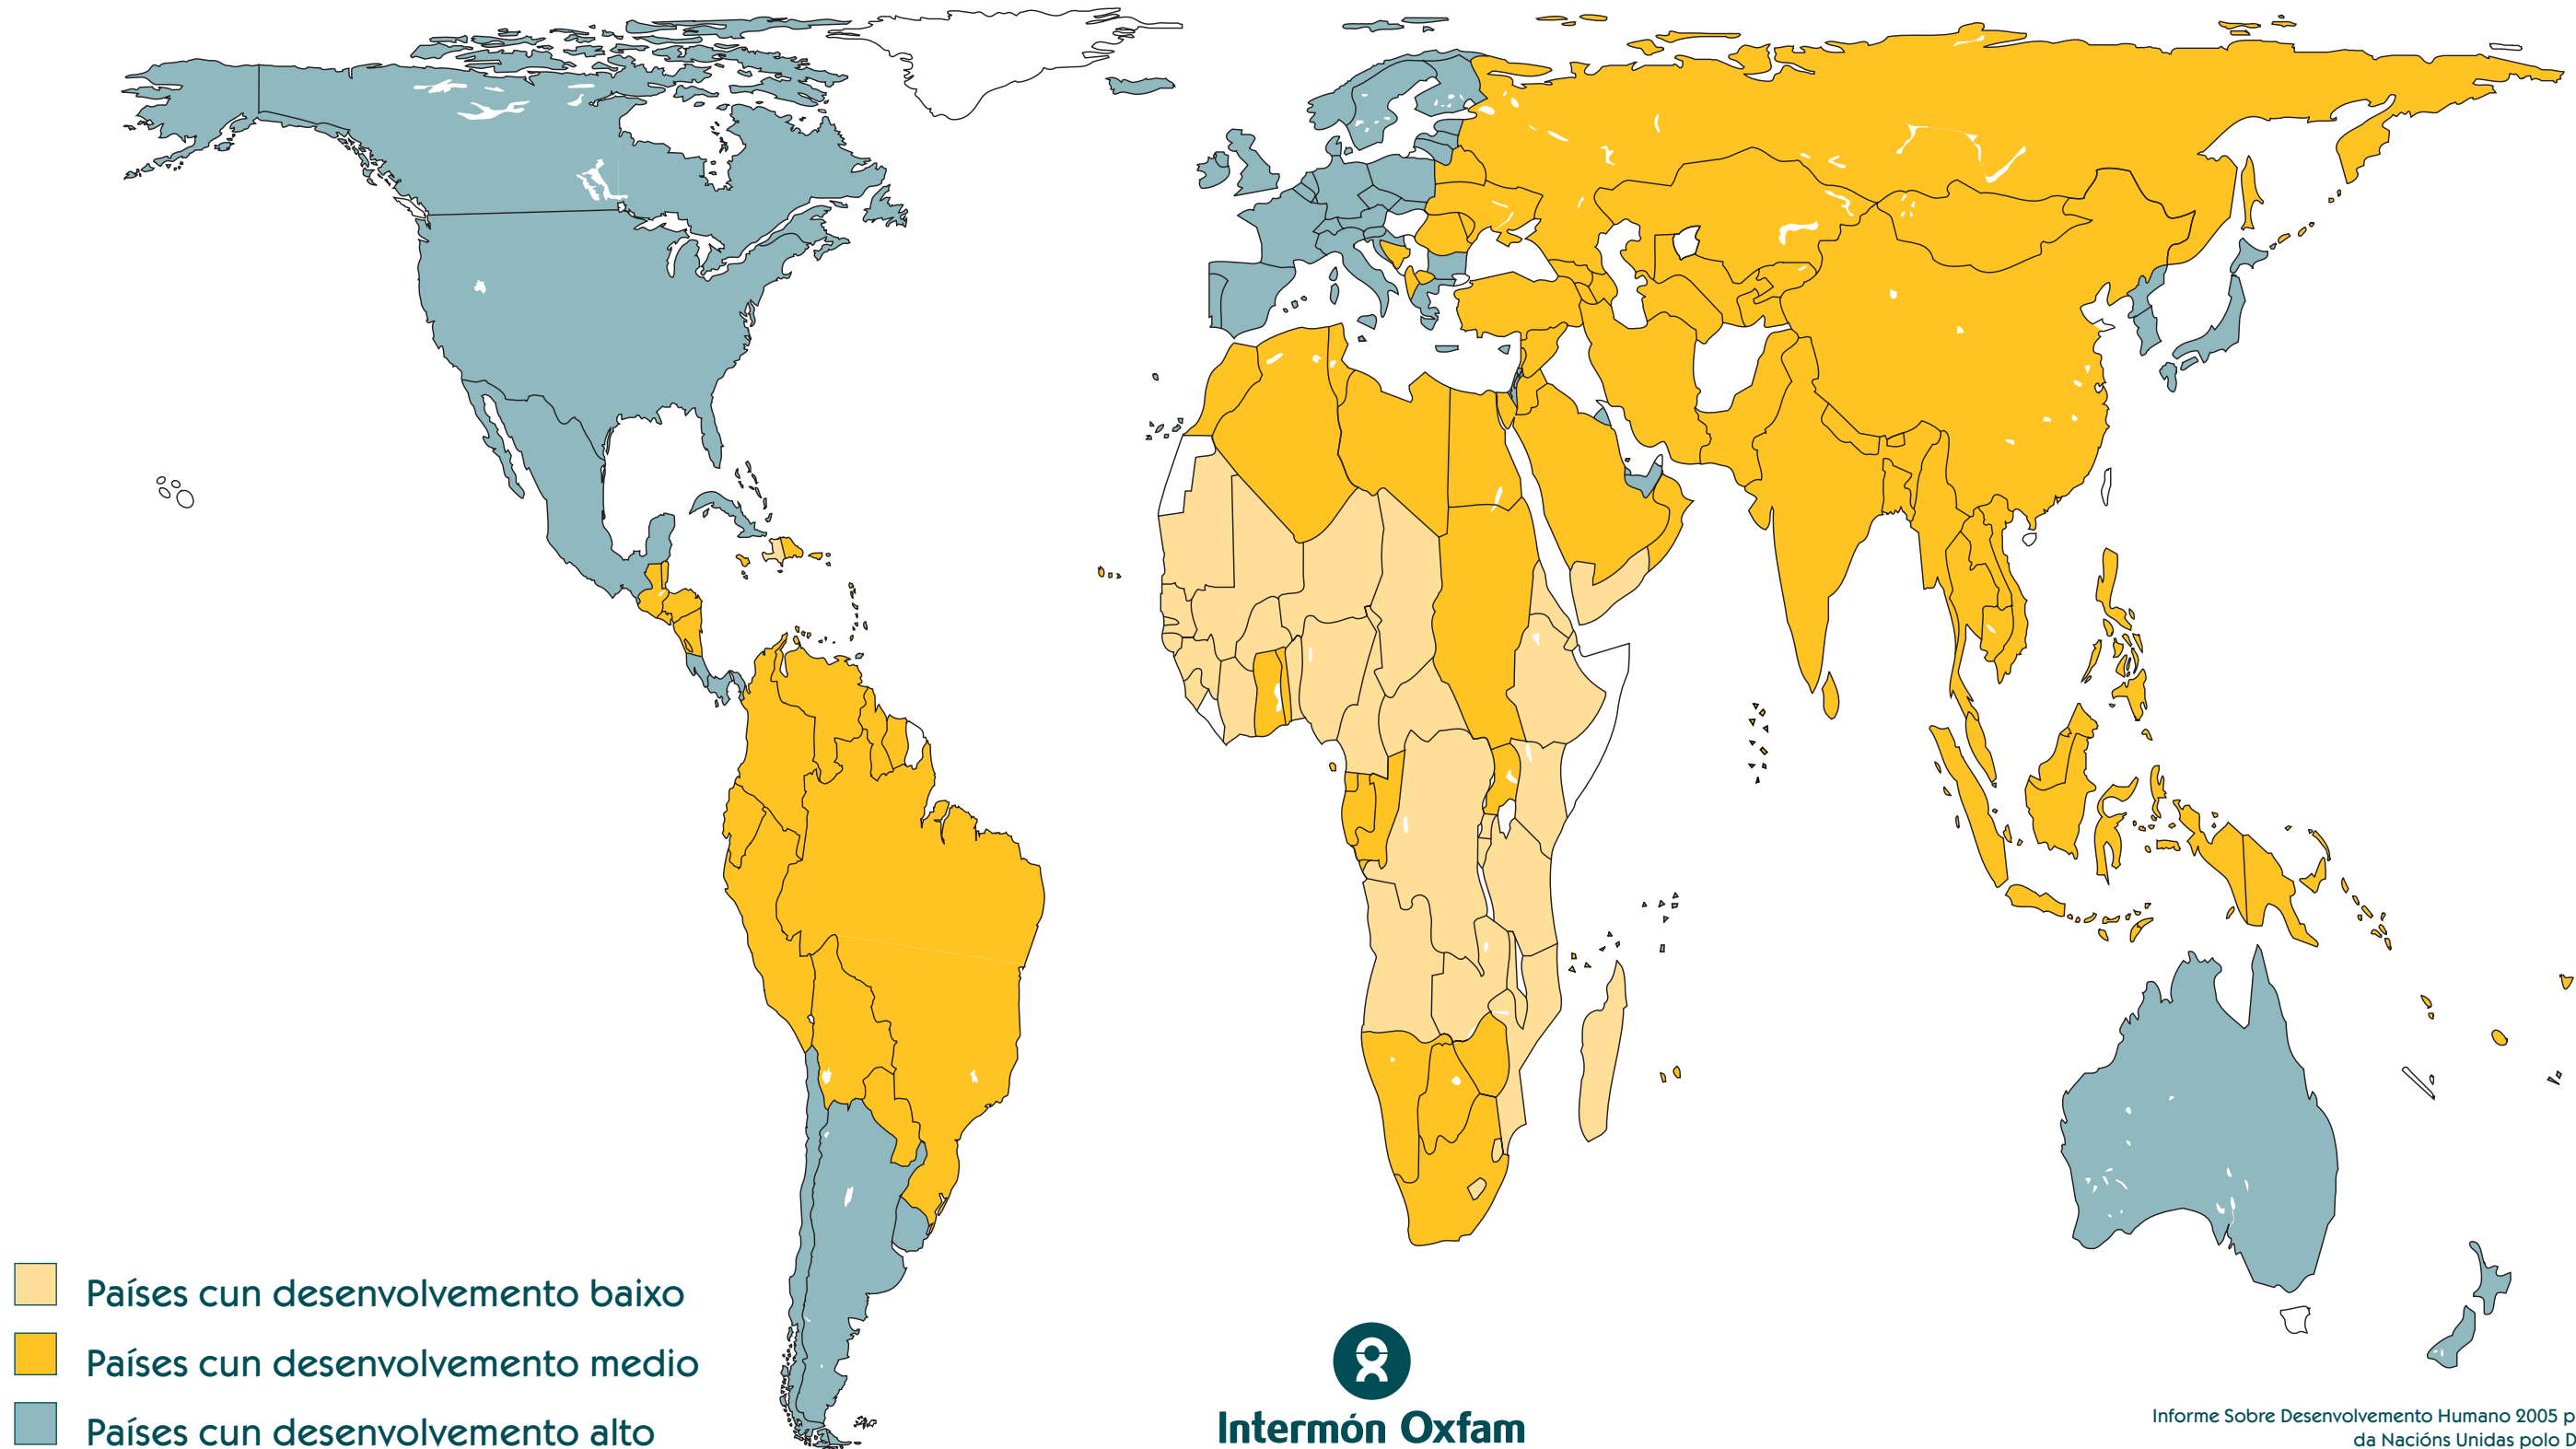 Países cun desenvolvemento baixo
Países cun desenvolvemento medio
Países cun desenvolvemento alto
Intermón Oxfam
Informe Sobre Desenvolvemento Humano 2005 p
da Nacións Unidas polo D